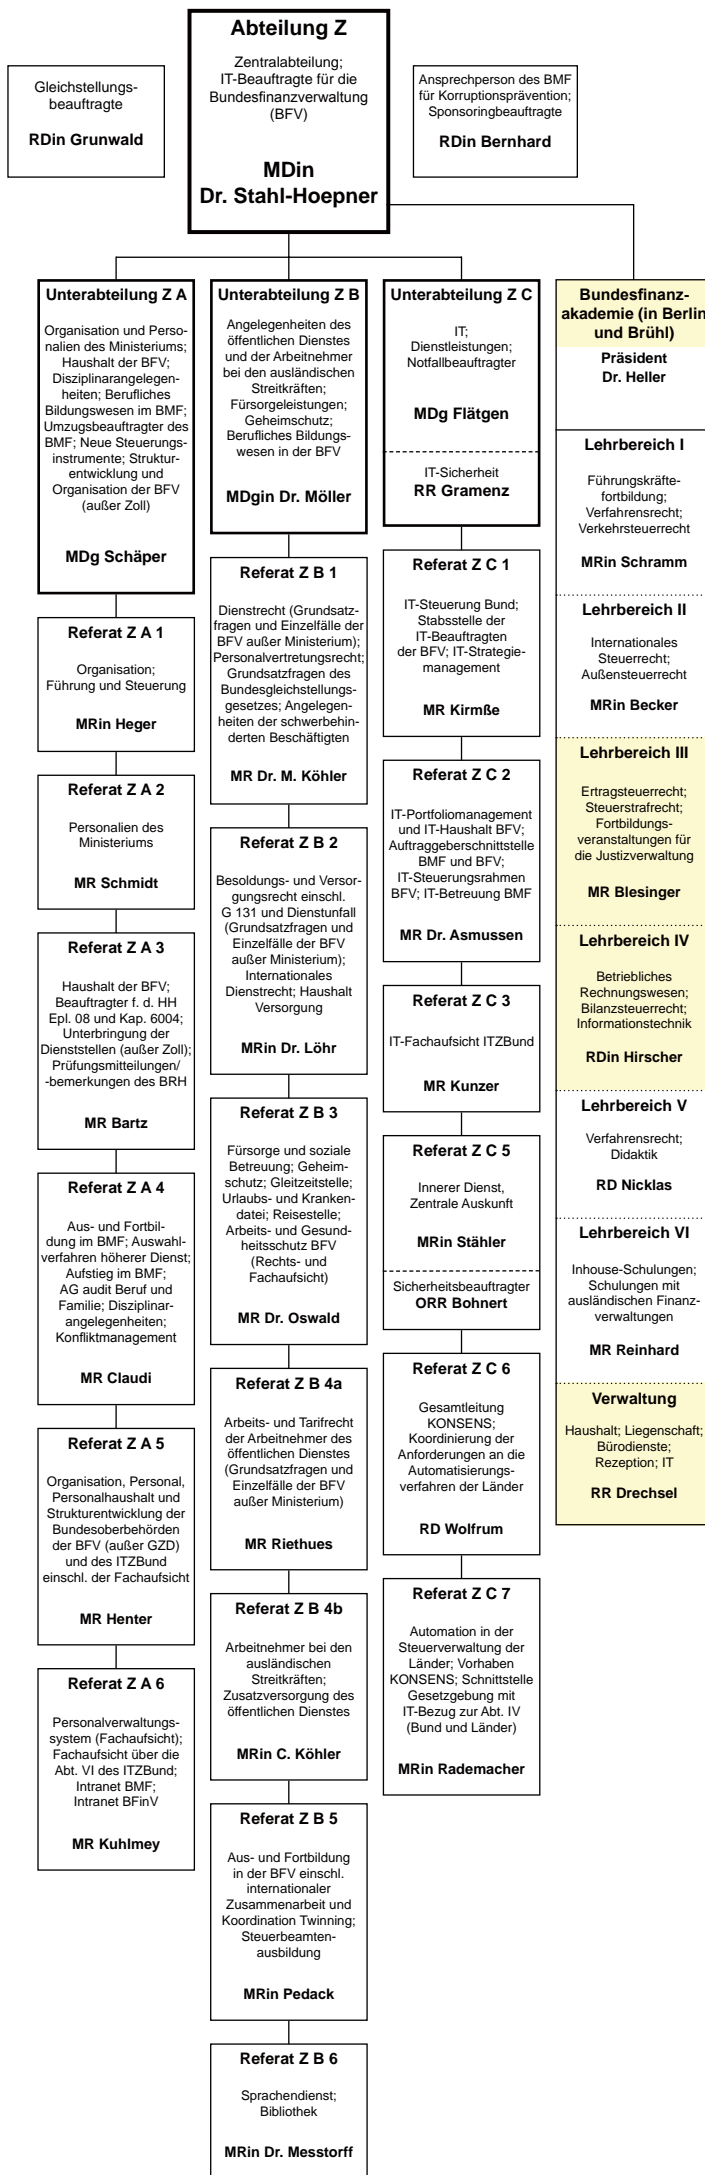 Abteilung Z
Zentralabteilung;
IT-Beauftragte für die
Bundesfinanzverwaltung
(BFV)
MDin
Dr. Stahl-Hoepner
Gleichstellungs-
beauftragte
RDin Grunwald
Ansprechperson des BMF
für Korruptionsprävention;
Sponsoringbeauftragte
RDin Bernhard
Unterabteilung Z A
Organisation und Perso-
nalien des Ministeriums;
Haushalt der BFV;
Disziplinarangelegen-
heiten; Berufliches
Bildungswesen im BMF;
Umzugsbeauftragter des
BMF; Neue Steuerungs-
instrumente; Struktur-
entwicklung und
Organisation der BFV
(außer Zoll)
MDg Schäper
Referat Z A 1
Organisation;
Führung und Steuerung
MRin Heger
Referat Z A 2
Personalien des
Ministeriums
MR Schmidt
Referat Z A 3
Haushalt der BFV;
Beauftragter f. d. HH
Epl. 08 und Kap. 6004;
Unterbringung der
Dienststellen (außer Zoll);
Prüfungsmitteilungen/
-bemerkungen des BRH
MR Bartz
Referat Z A 4
Aus- und Fortbil-
dung im BMF; Auswahl-
verfahren höherer Dienst;
Aufstieg im BMF;
AG audit Beruf und
Familie; Disziplinar-
angelegenheiten;
Konfliktmanagement
MR Claudi
Referat Z A 5
Organisation, Personal,
Personalhaushalt und
Strukturentwicklung der
Bundesoberbehörden
der BFV (außer GZD)
und des ITZBund
einschl. der Fachaufsicht
MR Henter
Referat Z A 6
Personalverwaltungs-
system (Fachaufsicht);
Fachaufsicht über die
Abt. VI des ITZBund;
Intranet BMF;
Intranet BFinV
MR Kuhlmey
Unterabteilung Z B
Angelegenheiten des
öffentlichen Dienstes
und der Arbeitnehmer
bei den ausländischen
Streitkräften;
Fürsorgeleistungen;
Geheimschutz;
Berufliches Bildungs-
wesen in der BFV
MDgin Dr. Möller
Referat Z B 1
Dienstrecht (Grundsatz-
fragen und Einzelfälle der
BFV außer Ministerium);
Personalvertretungsrecht;
Grundsatzfragen des
Bundesgleichstellungs-
gesetzes; Angelegen-
heiten der schwerbehin-
derten Beschäftigten
MR Dr. M. Köhler
Referat Z B 2
Besoldungs- und Versor-
gungsrecht einschl.
G 131 und Dienstunfall
(Grundsatzfragen und
Einzelfälle der BFV
außer Ministerium);
Internationales
Dienstrecht; Haushalt
Versorgung
MRin Dr. Löhr
Referat Z B 3
Fürsorge und soziale
Betreuung; Geheim-
schutz; Gleitzeitstelle;
Urlaubs- und Kranken-
datei; Reisestelle;
Arbeits- und Gesund-
heitsschutz BFV
(Rechts- und
Fachaufsicht)
MR Dr. Oswald
Referat Z B 4a
Arbeits- und Tarifrecht
der Arbeitnehmer des
öffentlichen Dienstes
(Grundsatzfragen und
Einzelfälle der BFV
außer Ministerium)
MR Riethues
Referat Z B 4b
Arbeitnehmer bei den
ausländischen
Streitkräften;
Zusatzversorgung des
öffentlichen Dienstes
MRin C. Köhler
Referat Z B 5
Aus- und Fortbildung
in der BFV einschl.
internationaler
Zusammenarbeit und
Koordination Twinning;
Steuerbeamten-
ausbildung
MRin Pedack
Referat Z B 6
Sprachendienst;
Bibliothek
MRin Dr. Messtorff
Unterabteilung Z C
IT;
Dienstleistungen;
Notfallbeauftragter
MDg Flätgen
IT-Sicherheit
RR Gramenz
Referat Z C 1
IT-Steuerung Bund;
Stabsstelle der
IT-Beauftragten
der BFV; IT-Strategie-
management
MR Kirmße
Referat Z C 2
IT-Portfoliomanagement
und IT-Haushalt BFV;
Auftraggeberschnittstelle
BMF und BFV;
IT-Steuerungsrahmen
BFV; IT-Betreuung BMF
MR Dr. Asmussen
Referat Z C 3
IT-Fachaufsicht ITZBund
MR Kunzer
Referat Z C 5
Innerer Dienst,
Zentrale Auskunft
MRin Stähler
Sicherheitsbeauftragter
ORR Bohnert
Referat Z C 6
Gesamtleitung
KONSENS;
Koordinierung der
Anforderungen an die
Automatisierungs-
verfahren der Länder
RD Wolfrum
Referat Z C 7
Automation in der
Steuerverwaltung der
Länder; Vorhaben
KONSENS; Schnittstelle
Gesetzgebung mit
IT-Bezug zur Abt. IV
(Bund und Länder)
MRin Rademacher
Bundesfinanz-
akademie (in Berlin
und Brühl)
Präsident
Dr. Heller
Lehrbereich I
Führungskräfte-
fortbildung;
Verfahrensrecht;
Verkehrsteuerrecht
MRin Schramm
Lehrbereich II
Internationales
Steuerrecht;
Außensteuerrecht
MRin Becker
Lehrbereich III
Ertragsteuerrecht;
Steuerstrafrecht;
Fortbildungs-
veranstaltungen für
die Justizverwaltung
MR Blesinger
Lehrbereich IV
Betriebliches
Rechnungswesen;
Bilanzsteuerrecht;
Informationstechnik
RDin Hirscher
Lehrbereich V
Verfahrensrecht;
Didaktik
RD Nicklas
Lehrbereich VI
Inhouse-Schulungen;
Schulungen mit
ausländischen Finanz-
verwaltungen
MR Reinhard
Verwaltung
Haushalt; Liegenschaft;
Bürodienste;
Rezeption; IT
RR Drechsel